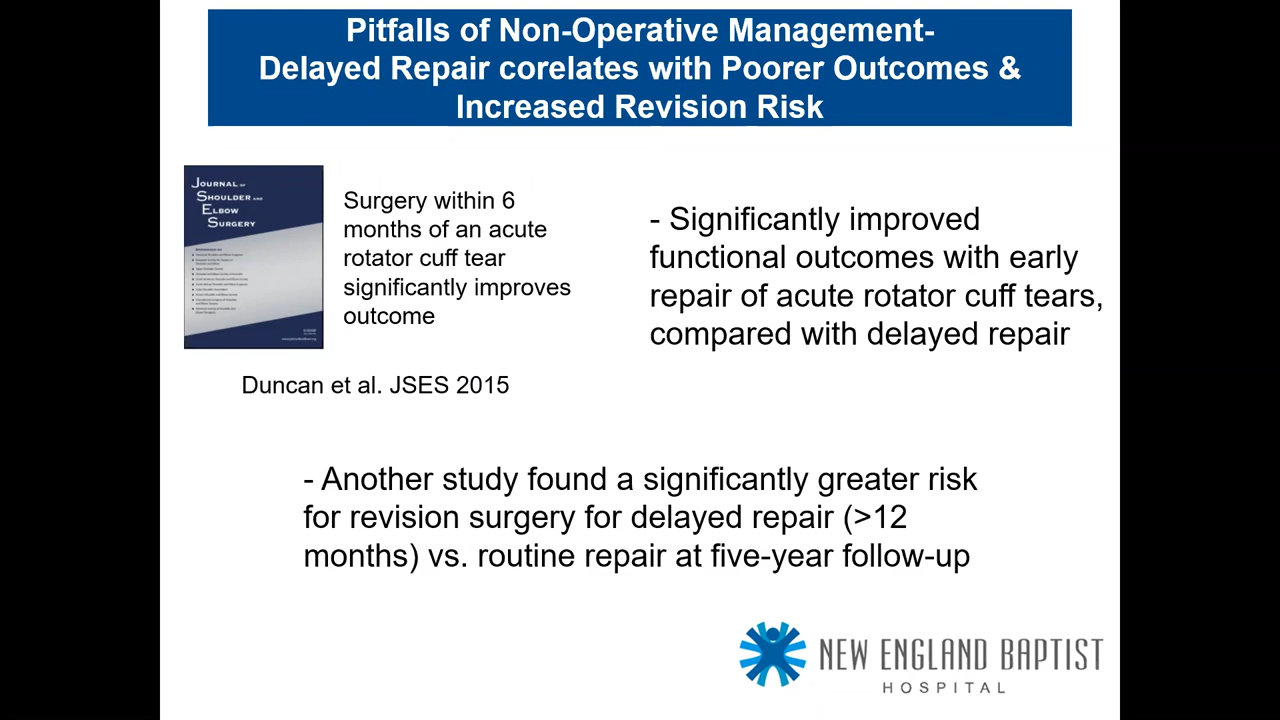 Pitfalls of Non-Operative Management-
Delayed Repair corelates with Poorer Outcomes &
Increased Revision Risk
JOURNAL OF
SHOULDER AND
ELBOW
SURGERY
Surgery within 6
months of an acute
rotator cuff tear
significantly improves
outcome
- Significantly improved
functional outcomes with early
repair of acute rotator cuff tears,
compared with delayed repair
Duncan et al. JSES 2015
- Another study found a significantly greater risk
for revision surgery for delayed repair (>12
months) vs. routine repair at five-year follow-up
NEW ENGLAND BAPTIST
HOSPITAL